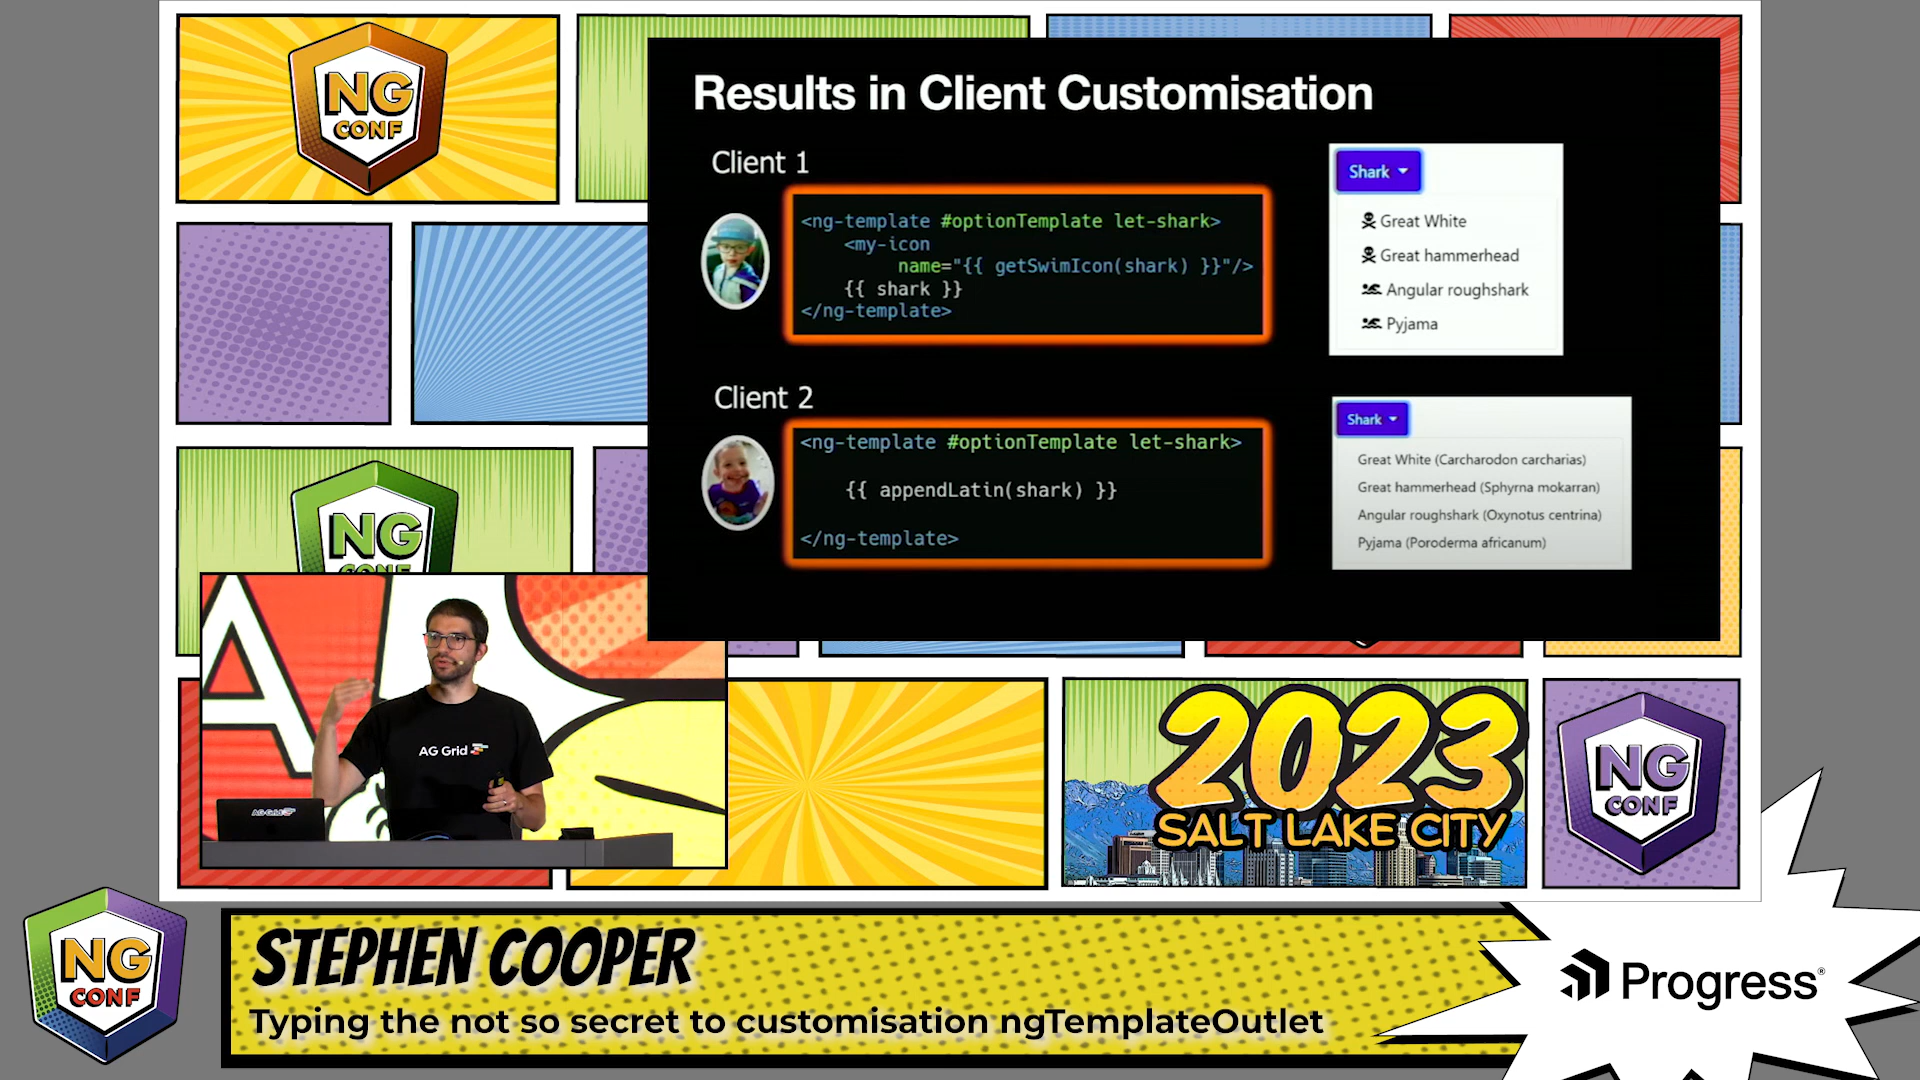 NG
CONF
Results in Client Customisation
Client 1
<ng-template #optionTemplate let-shark>
<my-icon
name="{{ getSwimIcon(shark) }}"/>
{{ shark }}
</ng-template>
Shark
Great White
Great hammerhead
Angular roughshark
Pyjama
Client 2
<ng-template #optionTemplate let-shark>
{{ appendLatin(shark) }}
</ng-template>
Shark
Great White (Carcharodon carcharias)
Great hammerhead (Sphyrna mokarran)
Angular roughshark (Oxynotus centrina)
Pyjama (Poroderma africanum)
NG
CONF
A
AG Grid
AG Grid
2023
SALT LAKE CITY
NG
CONF
NG
CONF
STEPHEN COOPER
Typing the not so secret to customisation ngTemplateOutlet
Progress®